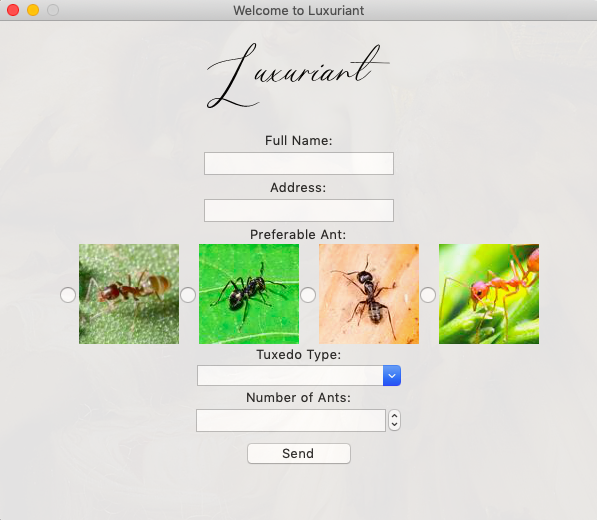 Welcome to Luxuriant
Luxuriant
Full Name:
Address:
Preferable Ant:
Tuxedo Type:
Number of Ants:
Send